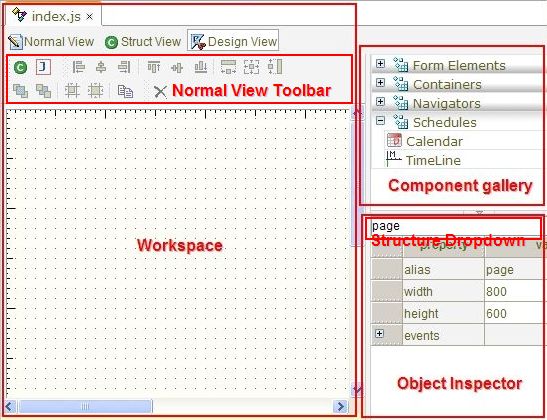 index.js
Normal View Struct View Design View
C J
Normal View Toolbar
Form Elements
Containers
Navigators
Schedules
Calendar
TimeLine
Component gallery
Workspace
page
Structure Dropdown
property
alias page
width 800
height 600
events
Object Inspector